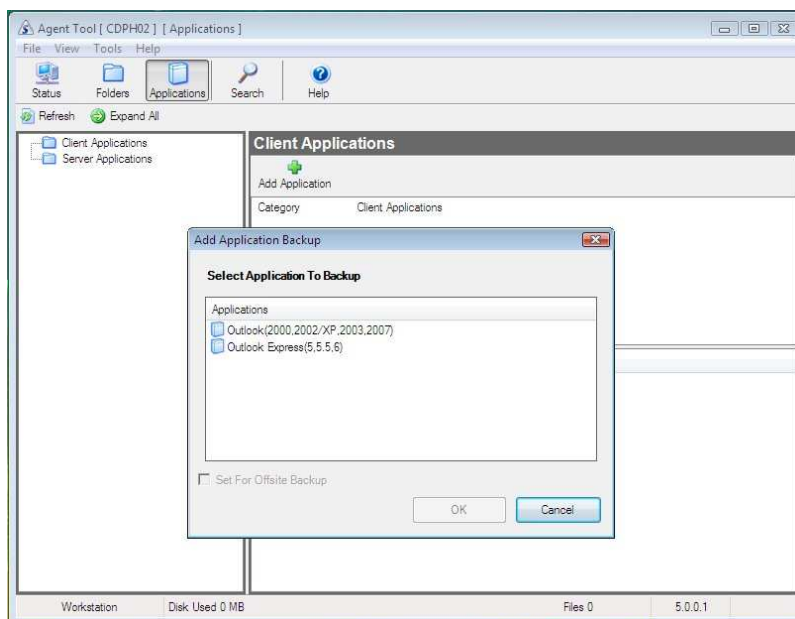 Agent Tool [ CDPH02 ] [ Applications ]
File View Tools Help
Status Folders Applications Search Help
Refresh Expand All
Client Applications
Server Applications
Client Applications
Add Application
Category Client Applications
Add Application Backup
Select Application To Backup
Applications
Outlook(2000,2002/XP,2003,2007)
Outlook Express(5,5.5,6)
Set For Offsite Backup
OK Cancel
Workstation Disk Used 0 MB Files 0 5.0.0.1